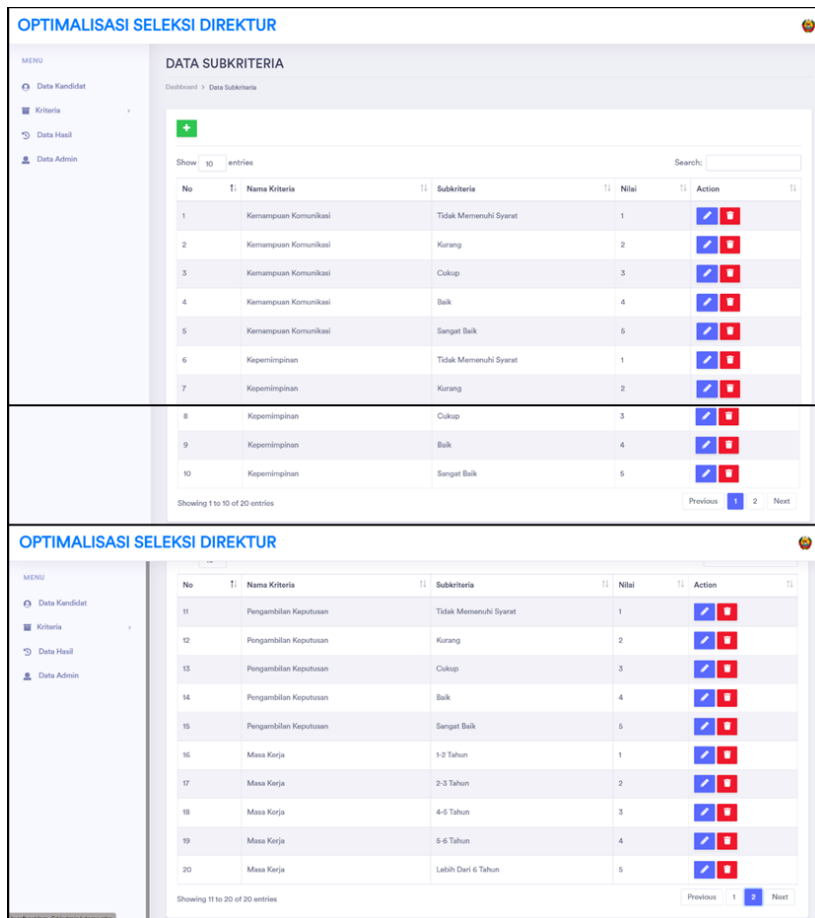 OPTIMALISASI SELEKSI DIREKTUR
MENU
Data Kandidat
Kriteria
Data Hasil
Data Admin
DATA SUBKRITERIA
Dashboard > Data Subkriteria
+
Show 10 entries
Search:
No Nama Kriteria Subkriteria Nilai Action
1 Kemampuan Komunikasi Tidak Memenuhi Syarat 1
2 Kemampuan Komunikasi Kurang 2
3 Kemampuan Komunikasi Cukup 3
4 Kemampuan Komunikasi Baik 4
5 Kemampuan Komunikasi Sangat Baik 5
6 Kepemimpinan Tidak Memenuhi Syarat 1
7 Kepemimpinan Kurang 2
8 Kepemimpinan Cukup 3
9 Kepemimpinan Baik 4
10 Kepemimpinan Sangat Baik 5
Showing 1 to 10 of 20 entries
Previous 1 2 Next
OPTIMALISASI SELEKSI DIREKTUR
MENU
Data Kandidat
Kriteria
Data Hasil
Data Admin
No Nama Kriteria Subkriteria Nilai Action
11 Pengambilan Keputusan Tidak Memenuhi Syarat 1
12 Pengambilan Keputusan Kurang 2
13 Pengambilan Keputusan Cukup 3
14 Pengambilan Keputusan Baik 4
15 Pengambilan Keputusan Sangat Baik 5
16 Masa Kerja 1-2 Tahun 1
17 Masa Kerja 2-3 Tahun 2
18 Masa Kerja 4-5 Tahun 3
19 Masa Kerja 5-6 Tahun 4
20 Masa Kerja Lebih Dari 6 Tahun 5
Showing 11 to 20 of 20 entries
Previous 1 2 Next